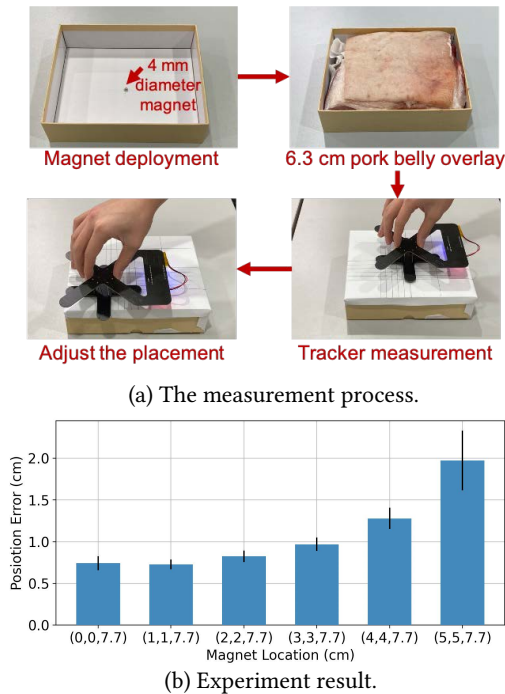 4 mm
diameter
magnet
Magnet deployment
6.3 cm pork belly overlay
Adjust the placement
Tracker measurement
(a) The measurement process.
Posiotion Error (cm)
2.0
1.5
1.0
0.5
0.0
(0,0,7.7) (1,1,7.7) (2,2,7.7) (3,3,7.7) (4,4,7.7) (5,5,7.7)
Magnet Location (cm)
(b) Experiment result.